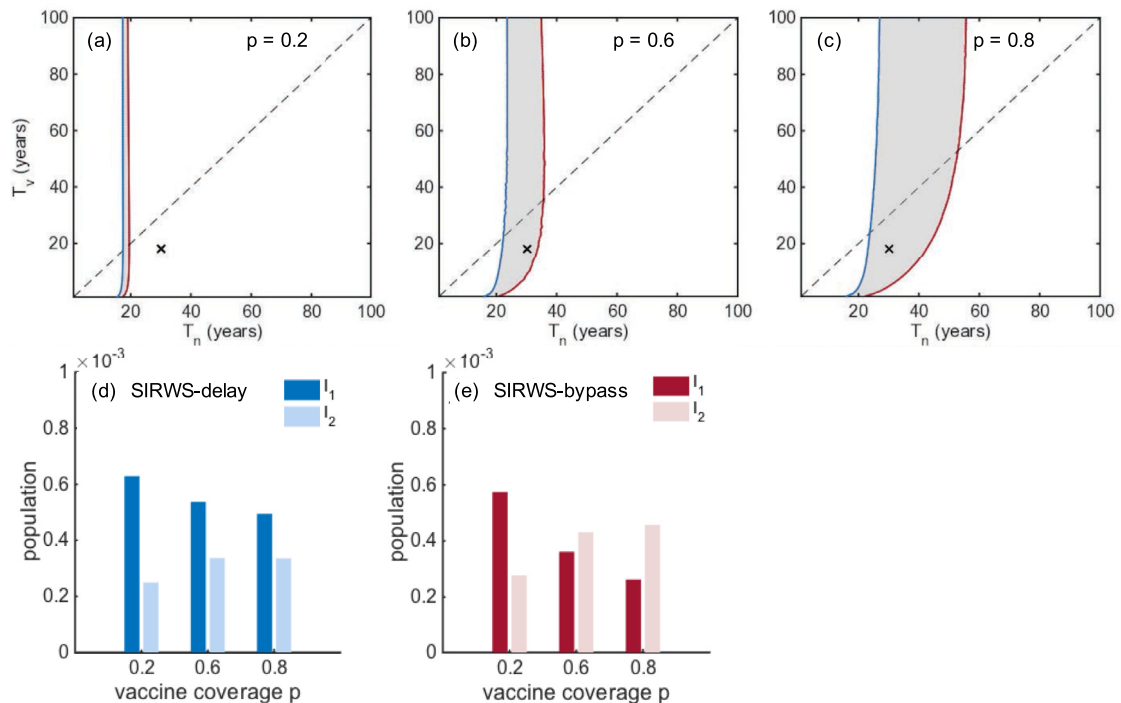 (a) p = 0.2
(b) p = 0.6
(c) p = 0.8
100 100 100
80 80 80
60 60 60
40 40 40
20 20 20
T_v (years)
20 40 60 80 100
20 40 60 80 100
20 40 60 80 100
T_n (years)
T_n (years)
T_n (years)
×10^-3
(d) SIRWS-delay
I_1
I_2
1
0.8
0.6
0.4
0.2
0
population
0.2 0.6 0.8
vaccine coverage p
×10^-3
(e) SIRWS-bypass
I_1
I_2
1
0.8
0.6
0.4
0.2
0
population
0.2 0.6 0.8
vaccine coverage p